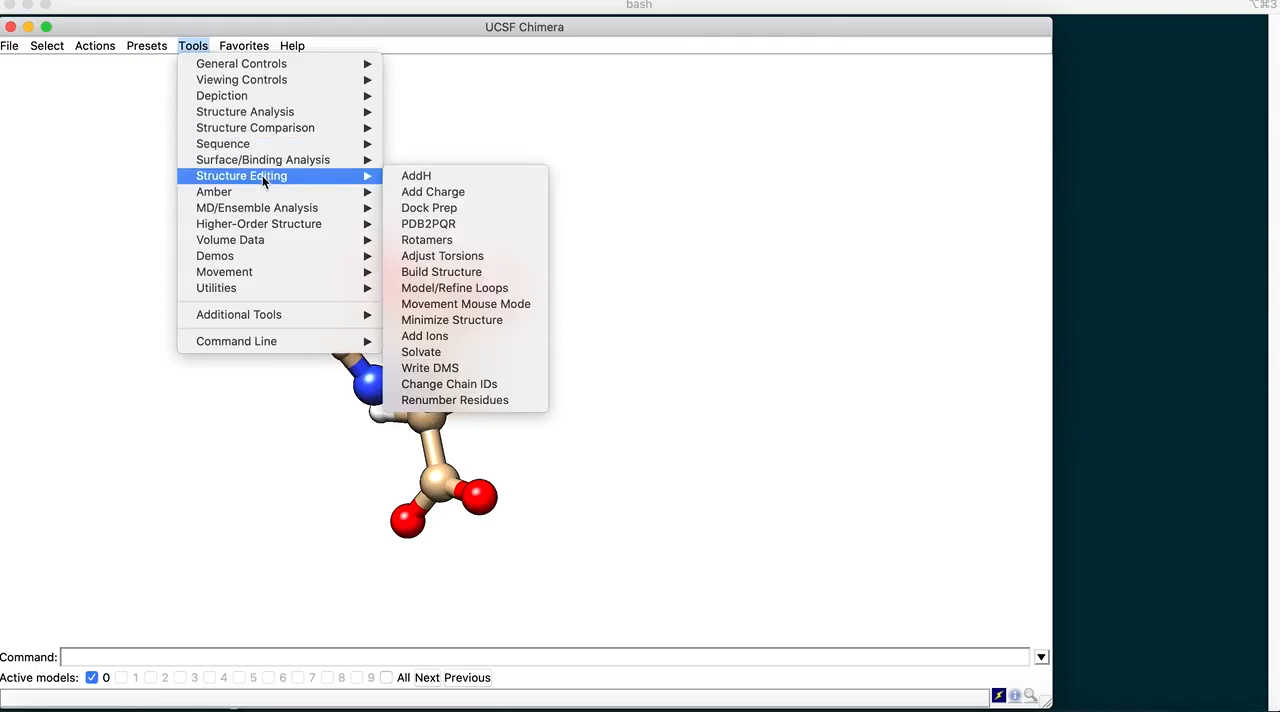 bash
⌥⌘3
UCSF Chimera
File Select Actions Presets Tools Favorites Help
General Controls
Viewing Controls
Depiction
Structure Analysis
Structure Comparison
Sequence
Surface/Binding Analysis
Structure Editing
Amber
MD/Ensemble Analysis
Higher-Order Structure
Volume Data
Demos
Movement
Utilities
Additional Tools
Command Line
AddH
Add Charge
Dock Prep
PDB2PQR
Rotamers
Adjust Torsions
Build Structure
Model/Refine Loops
Movement Mouse Mode
Minimize Structure
Add Ions
Solvate
Write DMS
Change Chain IDs
Renumber Residues
Command:
Active models: 0 1 2 3 4 5 6 7 8 9 All Next Previous